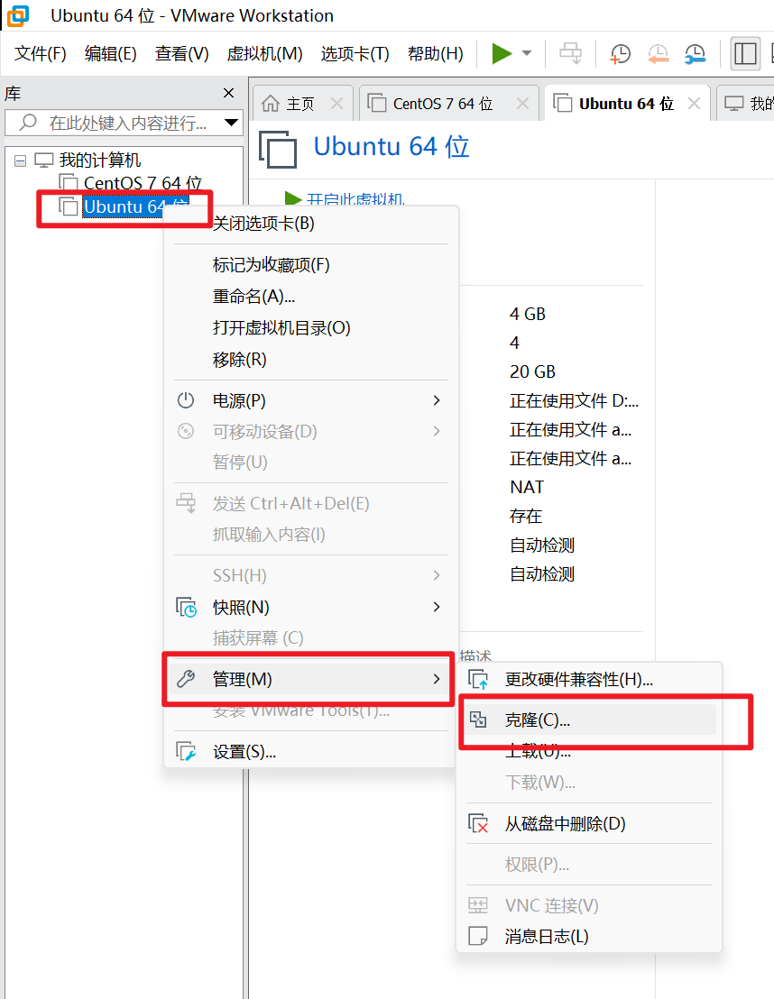 Ubuntu 64 位 - VMware Workstation
文件(F) 编辑(E) 查看(V) 虚拟机(M) 选项卡(T) 帮助(H)
库
主页
CentOS 7 64 位
Ubuntu 64 位
我的
在此处键入内容进行...
我的计算机
CentOS 7 64 位
Ubuntu 64 位
Ubuntu 64 位
开启此虚拟机
关闭选项卡(B)
标记为收藏项(F)
重命名(A)...
打开虚拟机目录(O)
移除(R)
电源(P)
可移动设备(D)
暂停(U)
发送 Ctrl+Alt+Del(E)
抓取输入内容(I)
SSH(H)
快照(N)
捕获屏幕 (C)
管理(M)
安装 VMware Tools(T)...
设置(S)...
4 GB
4
20 GB
正在使用文件 D:...
正在使用文件 a...
正在使用文件 a...
NAT
存在
自动检测
自动检测
描述
更改硬件兼容性(H)...
克隆(C)...
上载(U)...
下载(W)...
从磁盘中删除(D)
权限(P)...
VNC 连接(V)
消息日志(L)